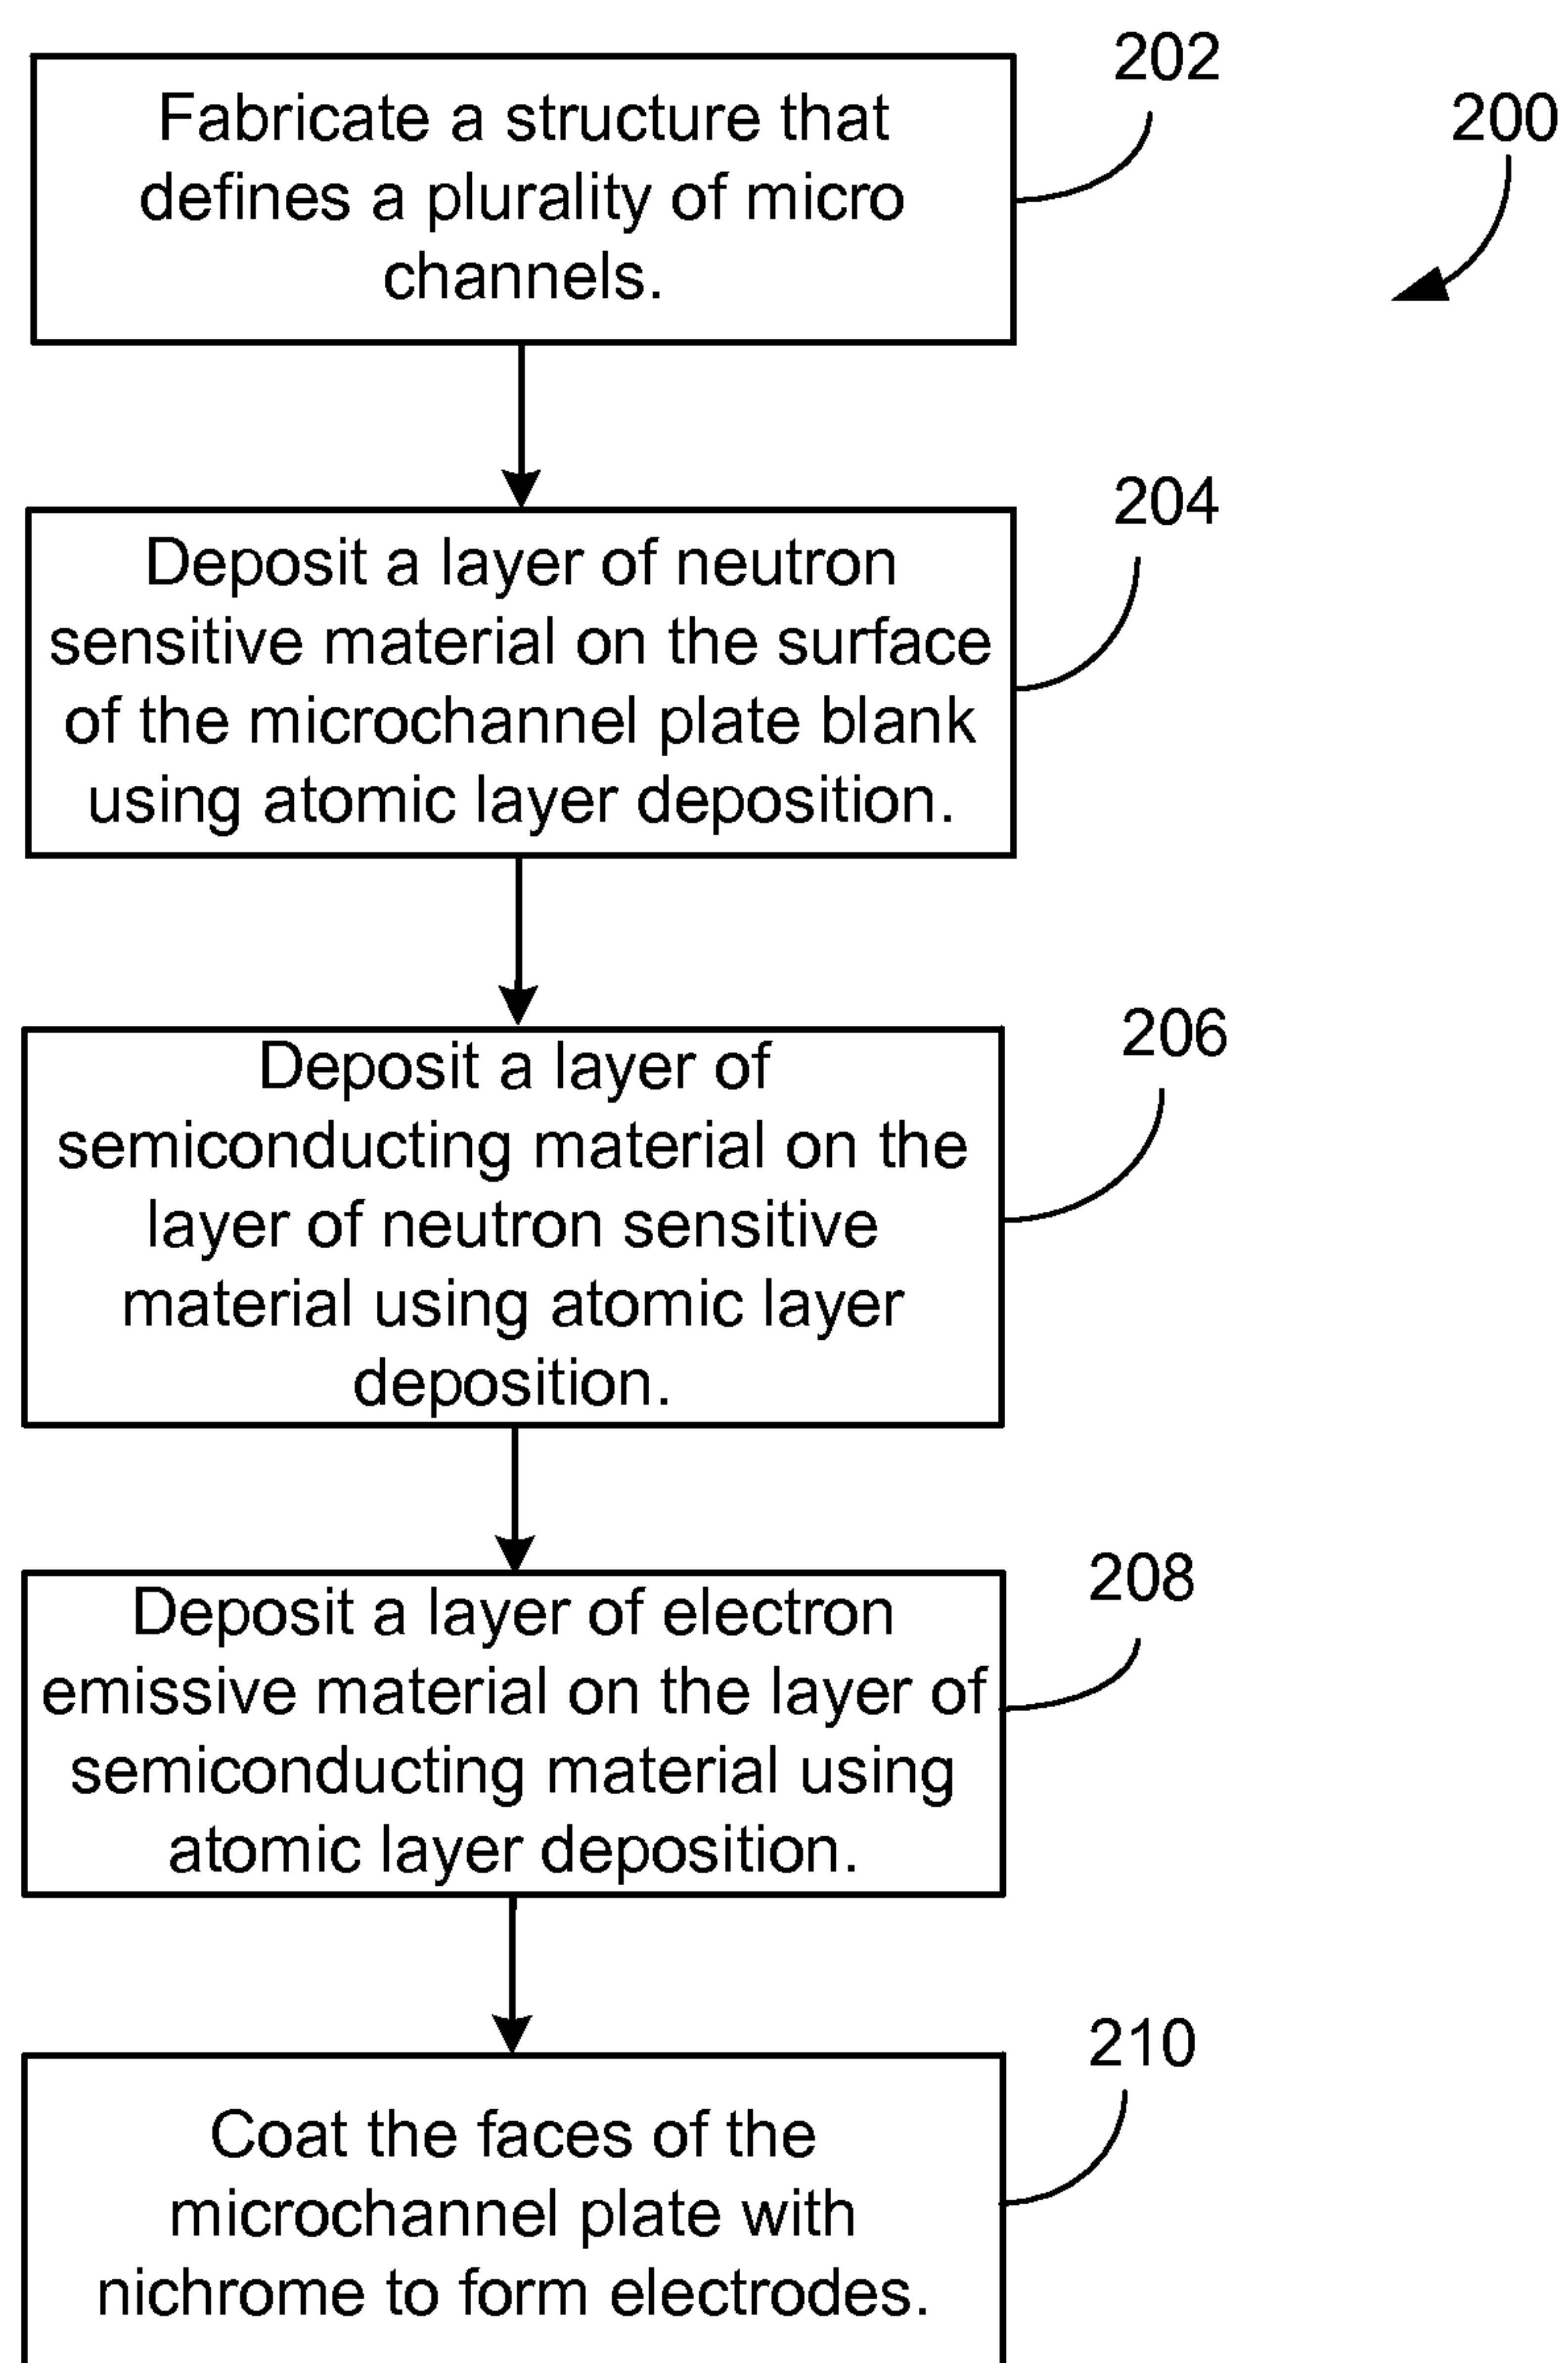 202
200
Fabricate a structure that
defines a plurality of micro
channels.
204
Deposit a layer of neutron
sensitive material on the surface
of the microchannel plate blank
using atomic layer deposition.
206
Deposit a layer of
semiconducting material on the
layer of neutron sensitive
material using atomic layer
deposition.
208
Deposit a layer of electron
emissive material on the layer of
semiconducting material using
atomic layer deposition.
210
Coat the faces of the
microchannel plate with
nichrome to form electrodes.